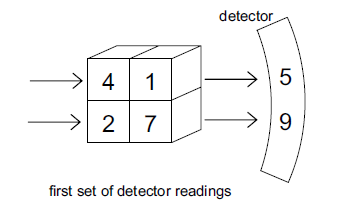 detector
4 1 5
2 7 9
first set of detector readings